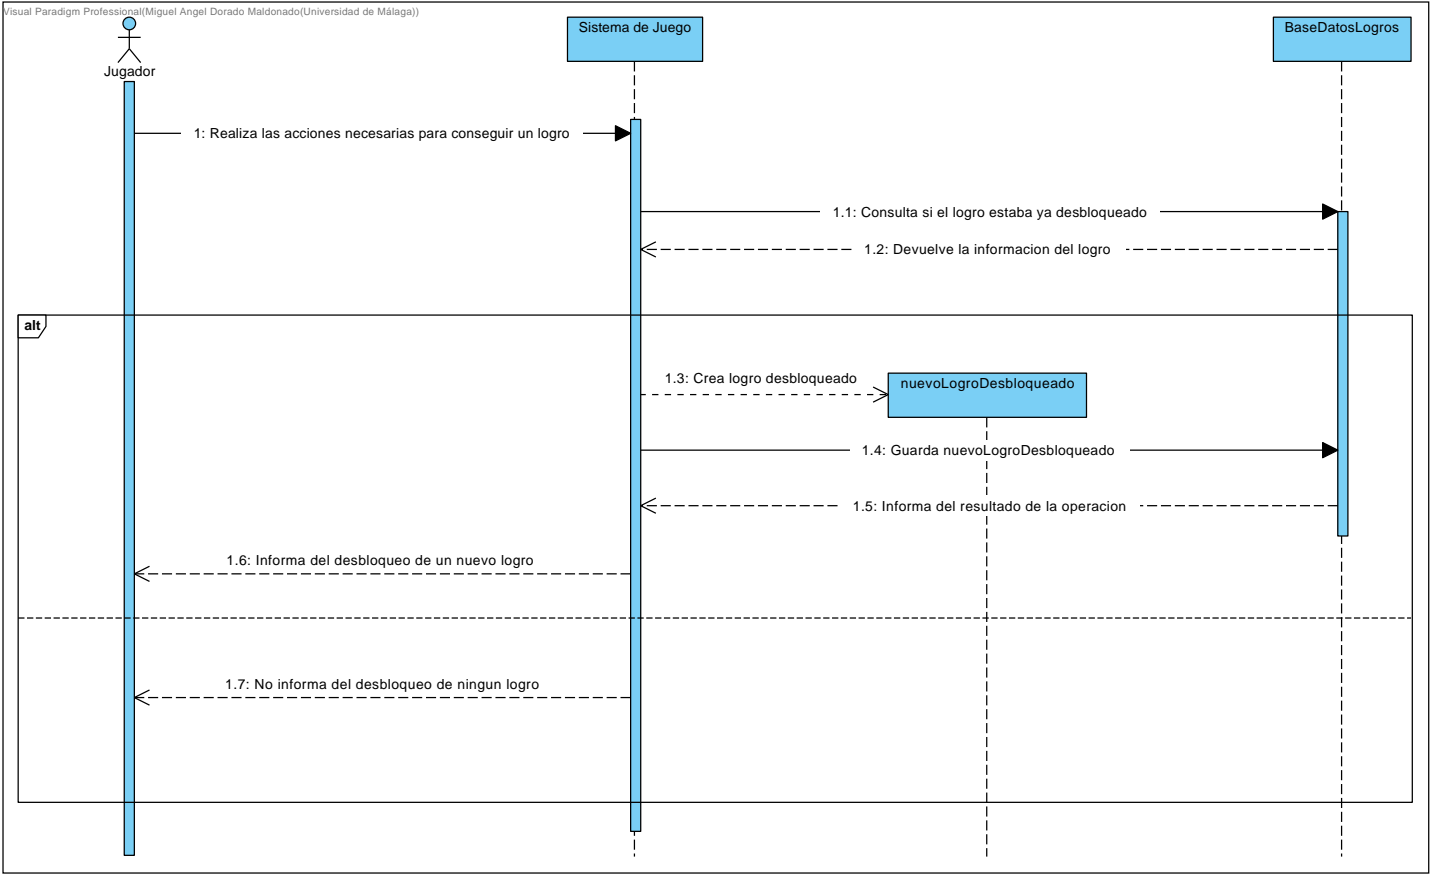 Visual Paradigm Professional(Miguel Angel Dorado Maldonado(Universidad de Málaga))
Jugador
Sistema de Juego
BaseDatosLogros
1: Realiza las acciones necesarias para conseguir un logro
1.1: Consulta si el logro estaba ya desbloqueado
1.2: Devuelve la informacion del logro
alt
1.3: Crea logro desbloqueado
nuevoLogroDesbloqueado
1.4: Guarda nuevoLogroDesbloqueado
1.5: Informa del resultado de la operacion
1.6: Informa del desbloqueo de un nuevo logro
1.7: No informa del desbloqueo de ningun logro